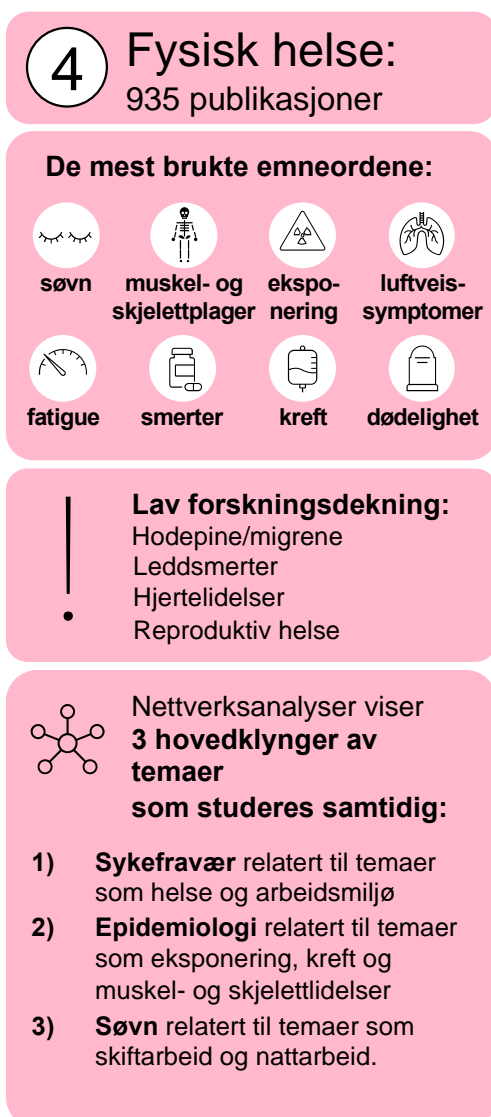 4
Fysisk helse:
935 publikasjoner
De mest brukte emneordene:
søvn
muskel- og
skjelettplager
ekspo-
nering
luftveis-
symptomer
fatigue
smerter
kreft
dødelighet
!
Lav forskningsdekning:
Hodepine/migrene
Leddsmerter
Hjertelidelser
Reproduktiv helse
Nettverksanalyser viser
3 hovedklynger av
temaer
som studeres samtidig:
1) Sykefravær relatert til temaer
som helse og arbeidsmiljø
2) Epidemiologi relatert til temaer
som eksponering, kreft og
muskel- og skjelettlidelser
3) Søvn relatert til temaer som
skiftarbeid og nattarbeid.